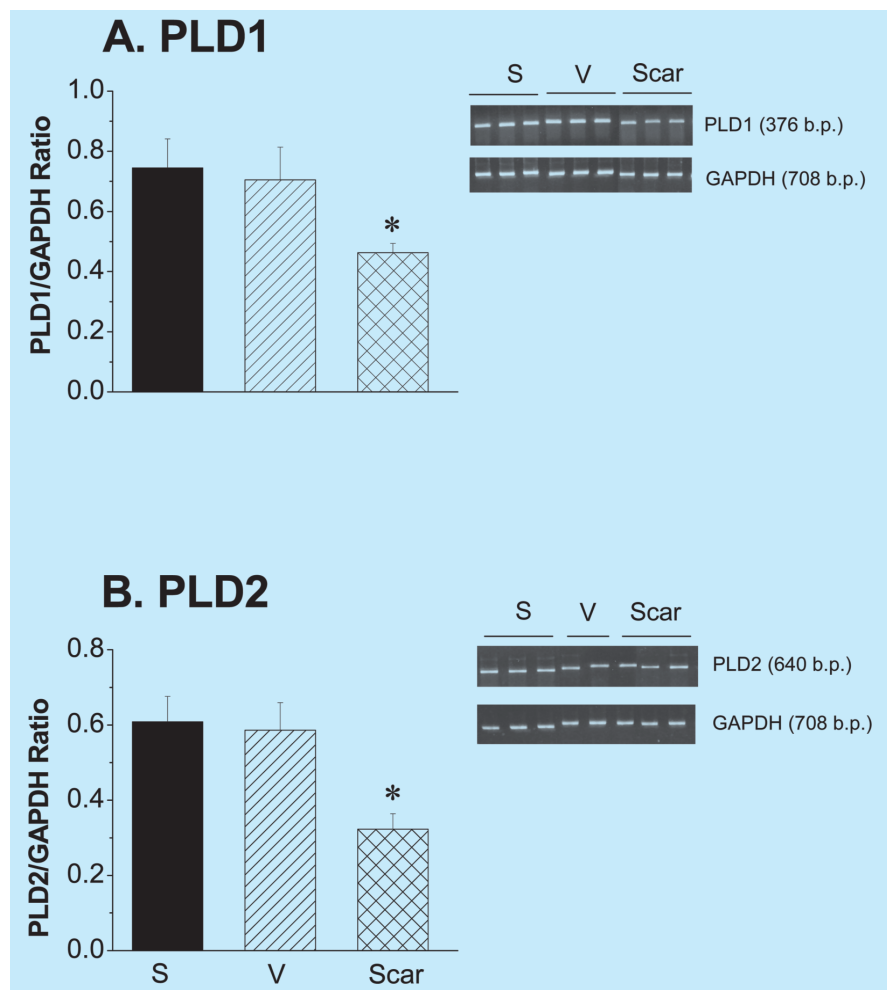 A. PLD1
PLD1/GAPDH Ratio
1.0
0.8
0.6
0.4
0.2
0.0
*
S V Scar
PLD1 (376 b.p.)
GAPDH (708 b.p.)
B. PLD2
PLD2/GAPDH Ratio
0.8
0.6
0.4
0.2
0.0
*
S V Scar
S V Scar
PLD2 (640 b.p.)
GAPDH (708 b.p.)